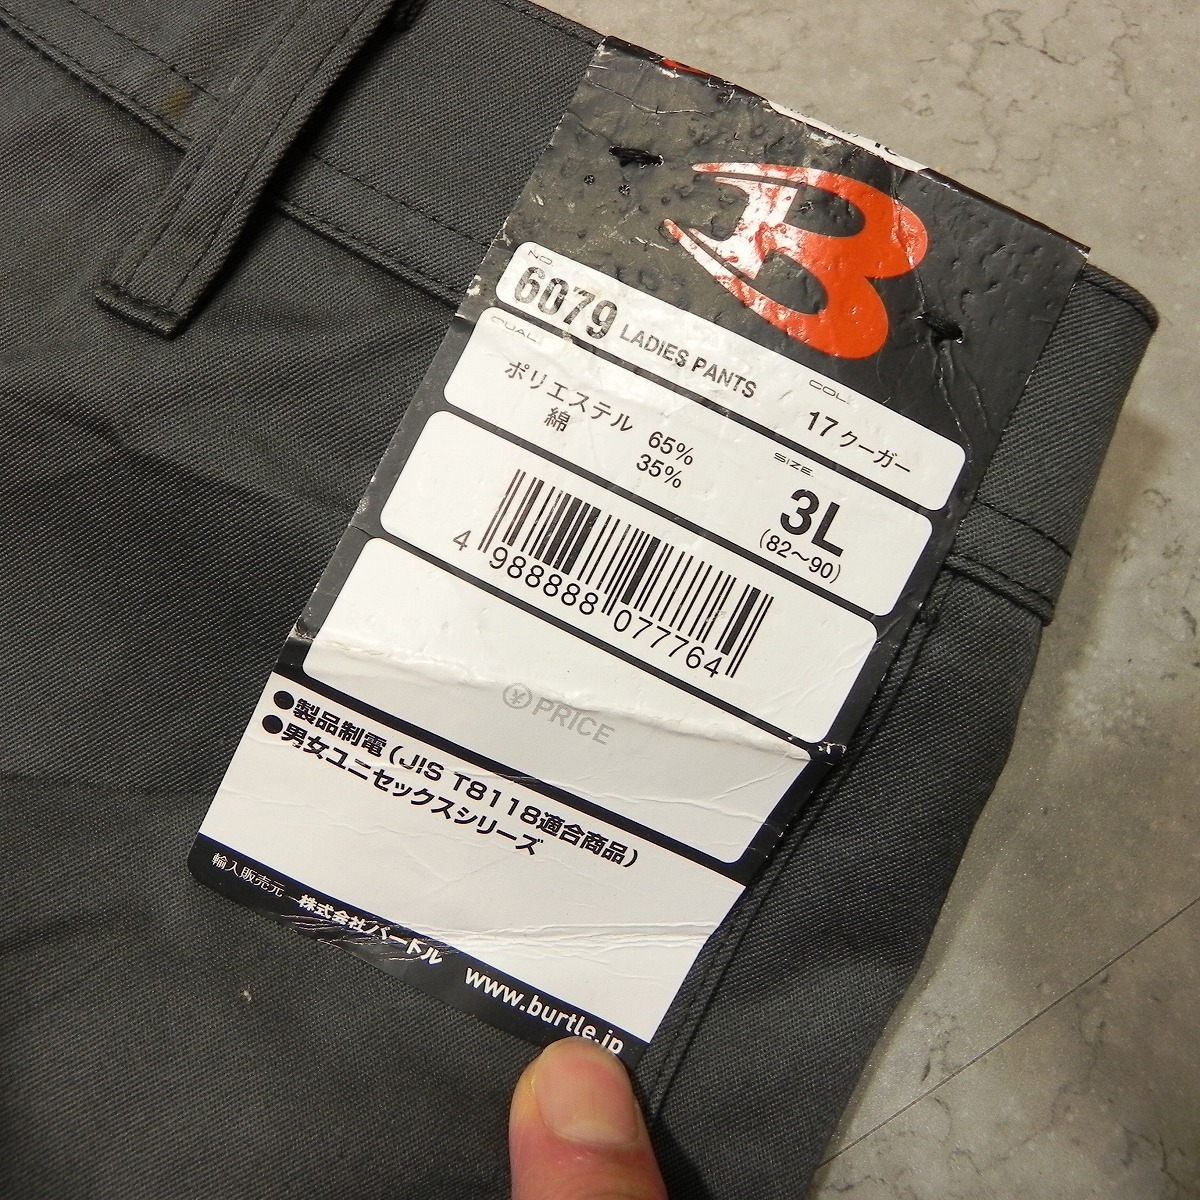 NO.
6079 LADIES PANTS
COL.
17 クーガー
QUAL.
ポリエステル 65%
綿 35%
SIZE.
3L
(82～90)
4 988888 077764
¥ PRICE
●製品制電(JIS T8118適合商品)
●男女ユニセックスシリーズ
輸入販売元 株式会社バートル www.burtle.jp